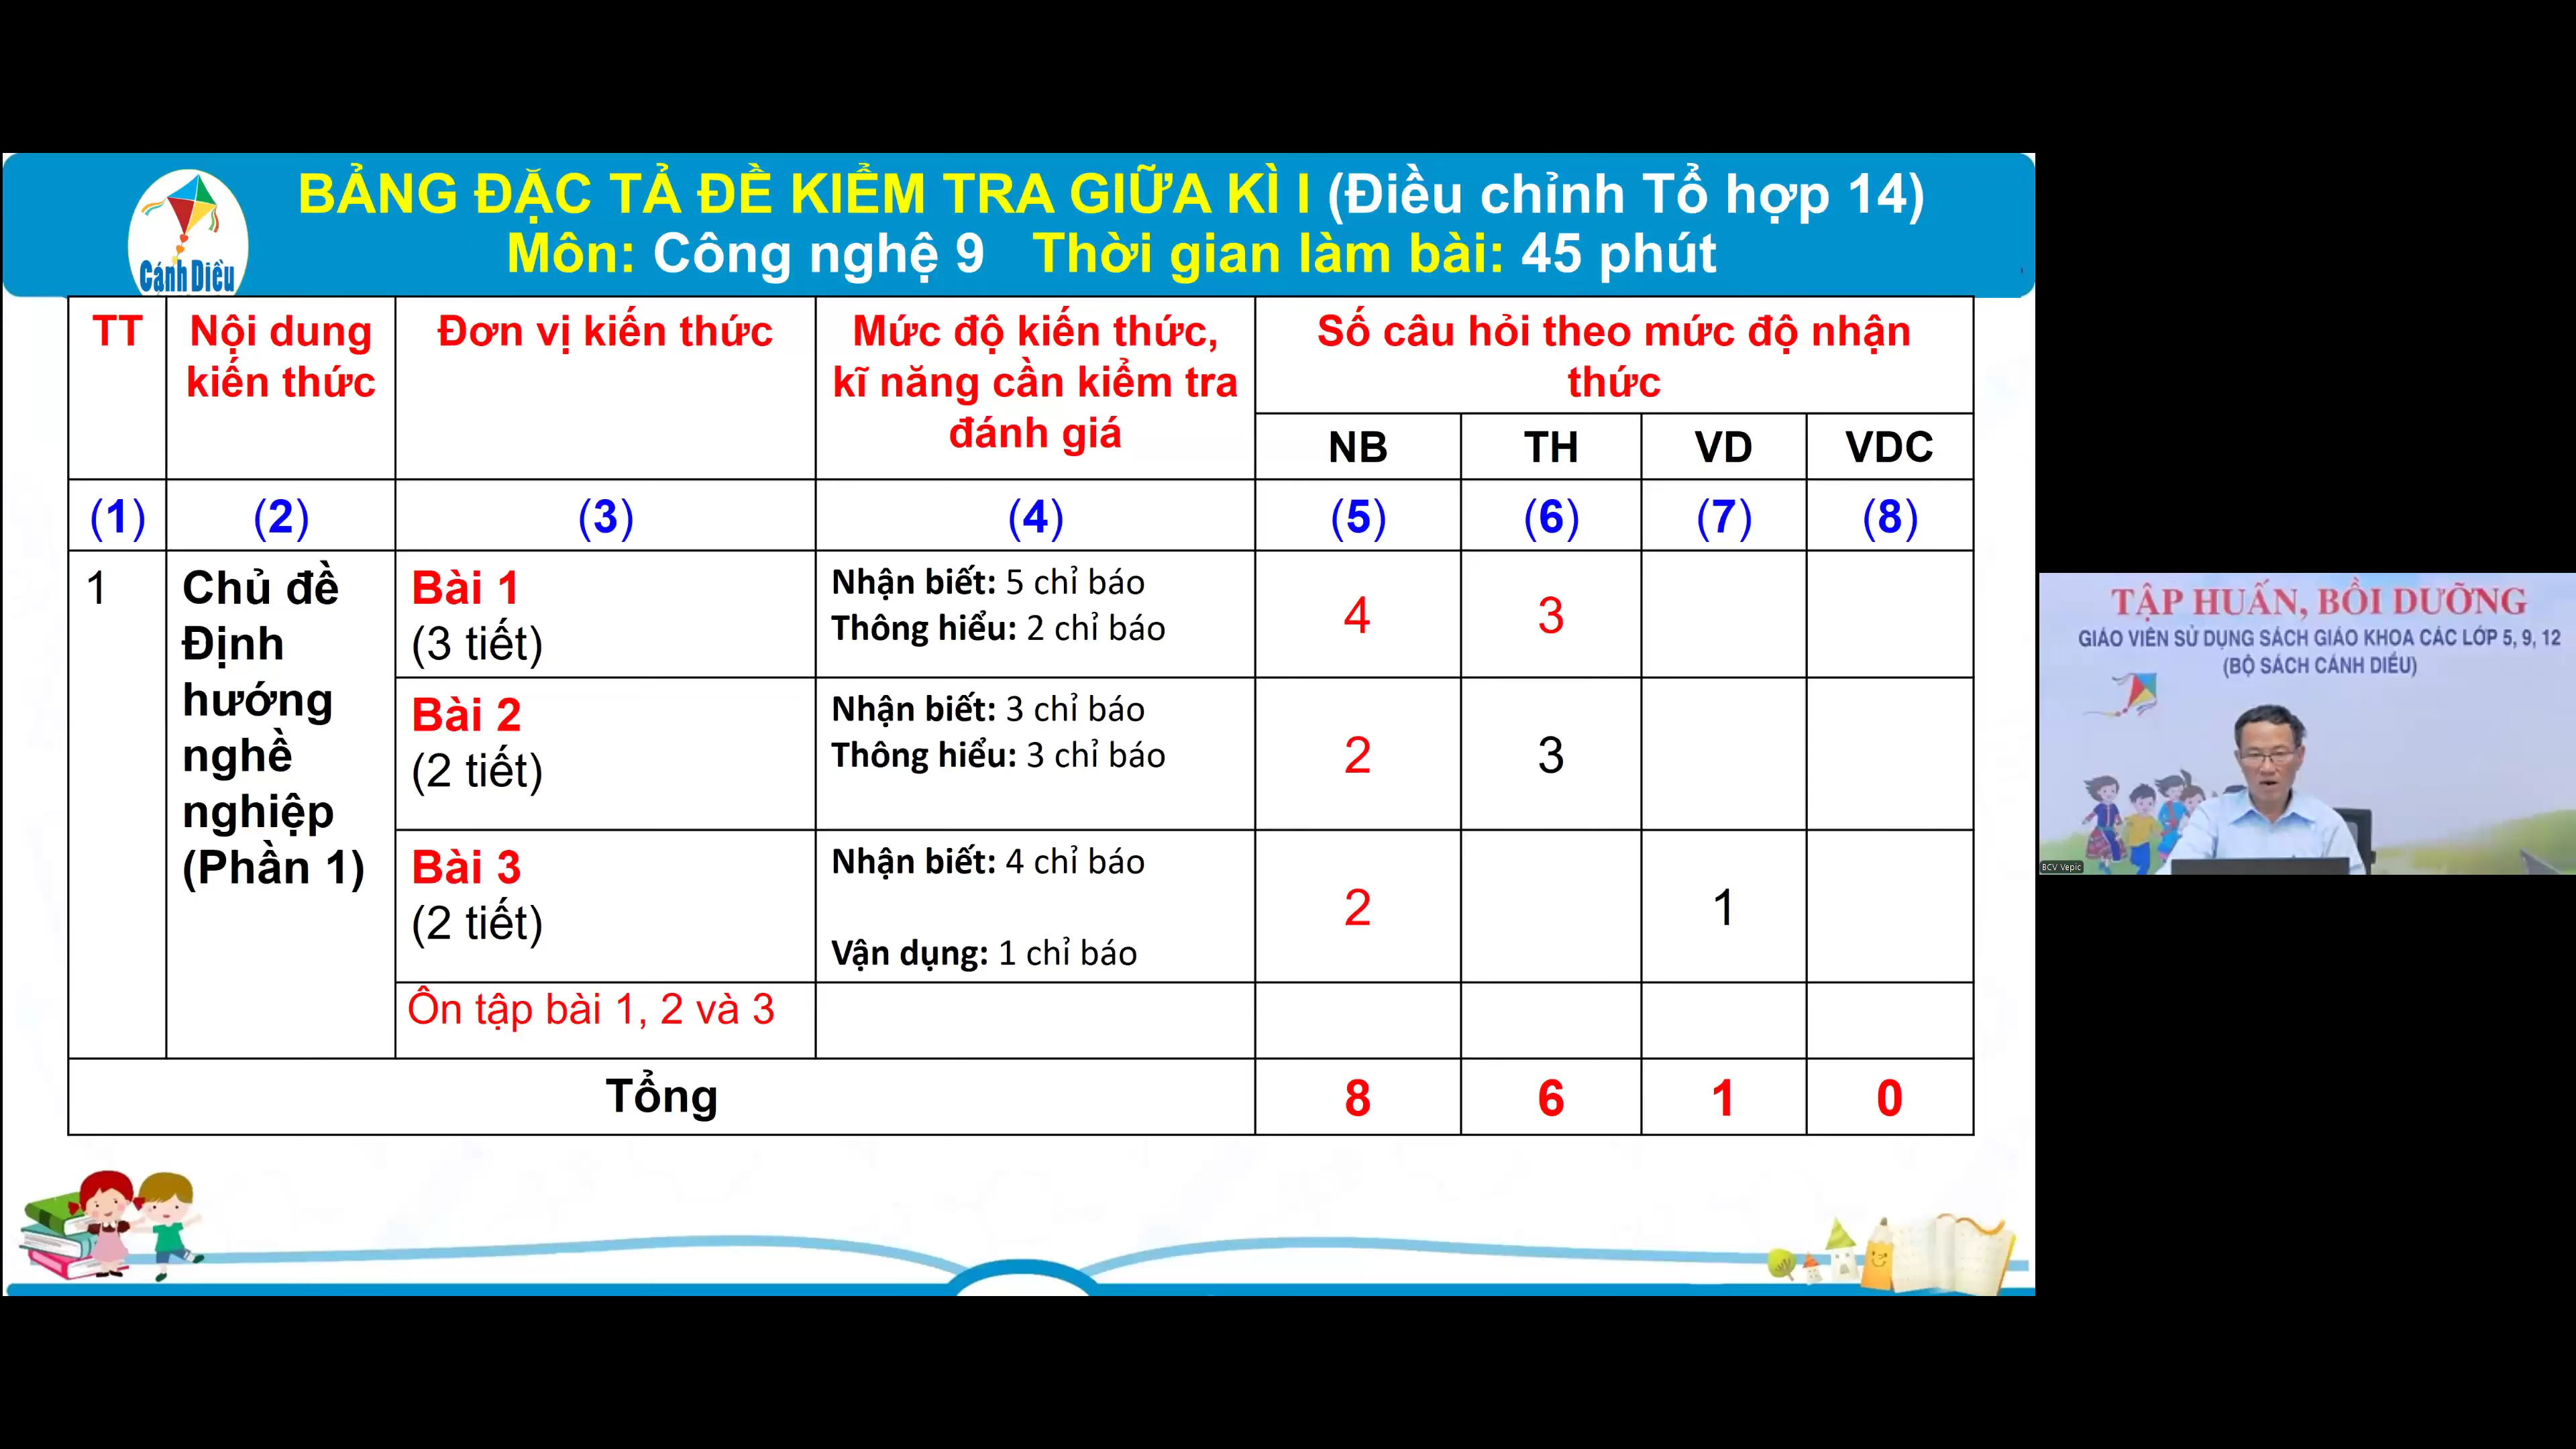 BẢNG ĐẶC TẢ ĐỀ KIỂM TRA GIỮA KÌ I (Điều chỉnh Tổ hợp 14)
Môn: Công nghệ 9 Thời gian làm bài: 45 phút
Cánh Diều
TT
Nội dung
kiến thức
Đơn vị kiến thức
Mức độ kiến thức,
kĩ năng cần kiểm tra
đánh giá
Số câu hỏi theo mức độ nhận
thức
NB TH VD VDC
(1) (2) (3) (4) (5) (6) (7) (8)
1
Chủ đề
Định
hướng
nghề
nghiệp
(Phần 1)
Bài 1
(3 tiết)
Nhận biết: 5 chỉ báo
Thông hiểu: 2 chỉ báo
4 3
Bài 2
(2 tiết)
Nhận biết: 3 chỉ báo
Thông hiểu: 3 chỉ báo
2 3
Bài 3
(2 tiết)
Nhận biết: 4 chỉ báo
Vận dụng: 1 chỉ báo
2 1
Ôn tập bài 1, 2 và 3
Tổng 8 6 1 0
TẬP HUẤN, BỒI DƯỠNG
GIÁO VIÊN SỬ DỤNG SÁCH GIÁO KHOA CÁC LỚP 5, 9, 12
(BỘ SÁCH CÁNH DIỀU)
BCV Vepic